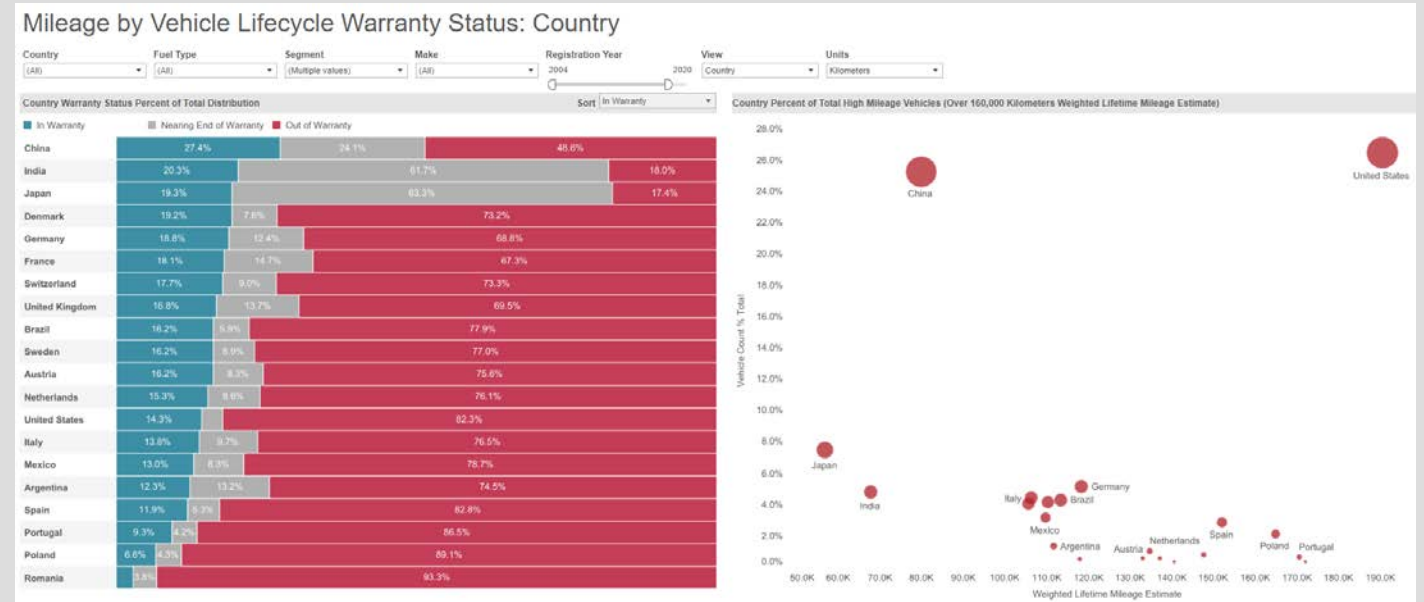 Mileage by Vehicle Lifecycle Warranty Status: Country
Country Fuel Type Segment Make Registration Year View Units
(All) (All) (Multiple values) (All) 2004 2020 Country Kilometers
Country Warranty Status Percent of Total Distribution Sort In Warranty
In Warranty Nearing End of Warranty Out of Warranty
China 27.4% 24.1% 48.6%
India 20.3% 61.7% 18.0%
Japan 19.3% 63.3% 17.4%
Denmark 19.2% 7.6% 73.2%
Germany 18.8% 12.4% 68.8%
France 18.1% 14.7% 67.3%
Switzerland 17.7% 9.0% 73.3%
United Kingdom 16.8% 13.7% 69.5%
Brazil 16.2% 5.9% 77.9%
Sweden 16.2% 6.9% 77.0%
Austria 16.2% 8.3% 75.6%
Netherlands 15.3% 8.6% 76.1%
United States 14.3% 82.3%
Italy 13.8% 9.7% 76.5%
Mexico 13.0% 8.3% 78.7%
Argentina 12.3% 13.2% 74.5%
Spain 11.9% 5.3% 82.8%
Portugal 9.3% 4.2% 86.5%
Poland 6.6% 4.3% 89.1%
Romania 3.8% 93.3%
Country Percent of Total High Mileage Vehicles (Over 160,000 Kilometers Weighted Lifetime Mileage Estimate)
Vehicle Count % Total
28.0%
26.0%
24.0%
22.0%
20.0%
18.0%
16.0%
14.0%
12.0%
10.0%
8.0%
6.0%
4.0%
2.0%
0.0%
United States
China
Japan
India
Italy
Germany
Brazil
Mexico
Argentina
Austria
Netherlands
Spain
Poland
Portugal
50.0K 60.0K 70.0K 80.0K 90.0K 100.0K 110.0K 120.0K 130.0K 140.0K 150.0K 160.0K 170.0K 180.0K 190.0K
Weighted Lifetime Mileage Estimate